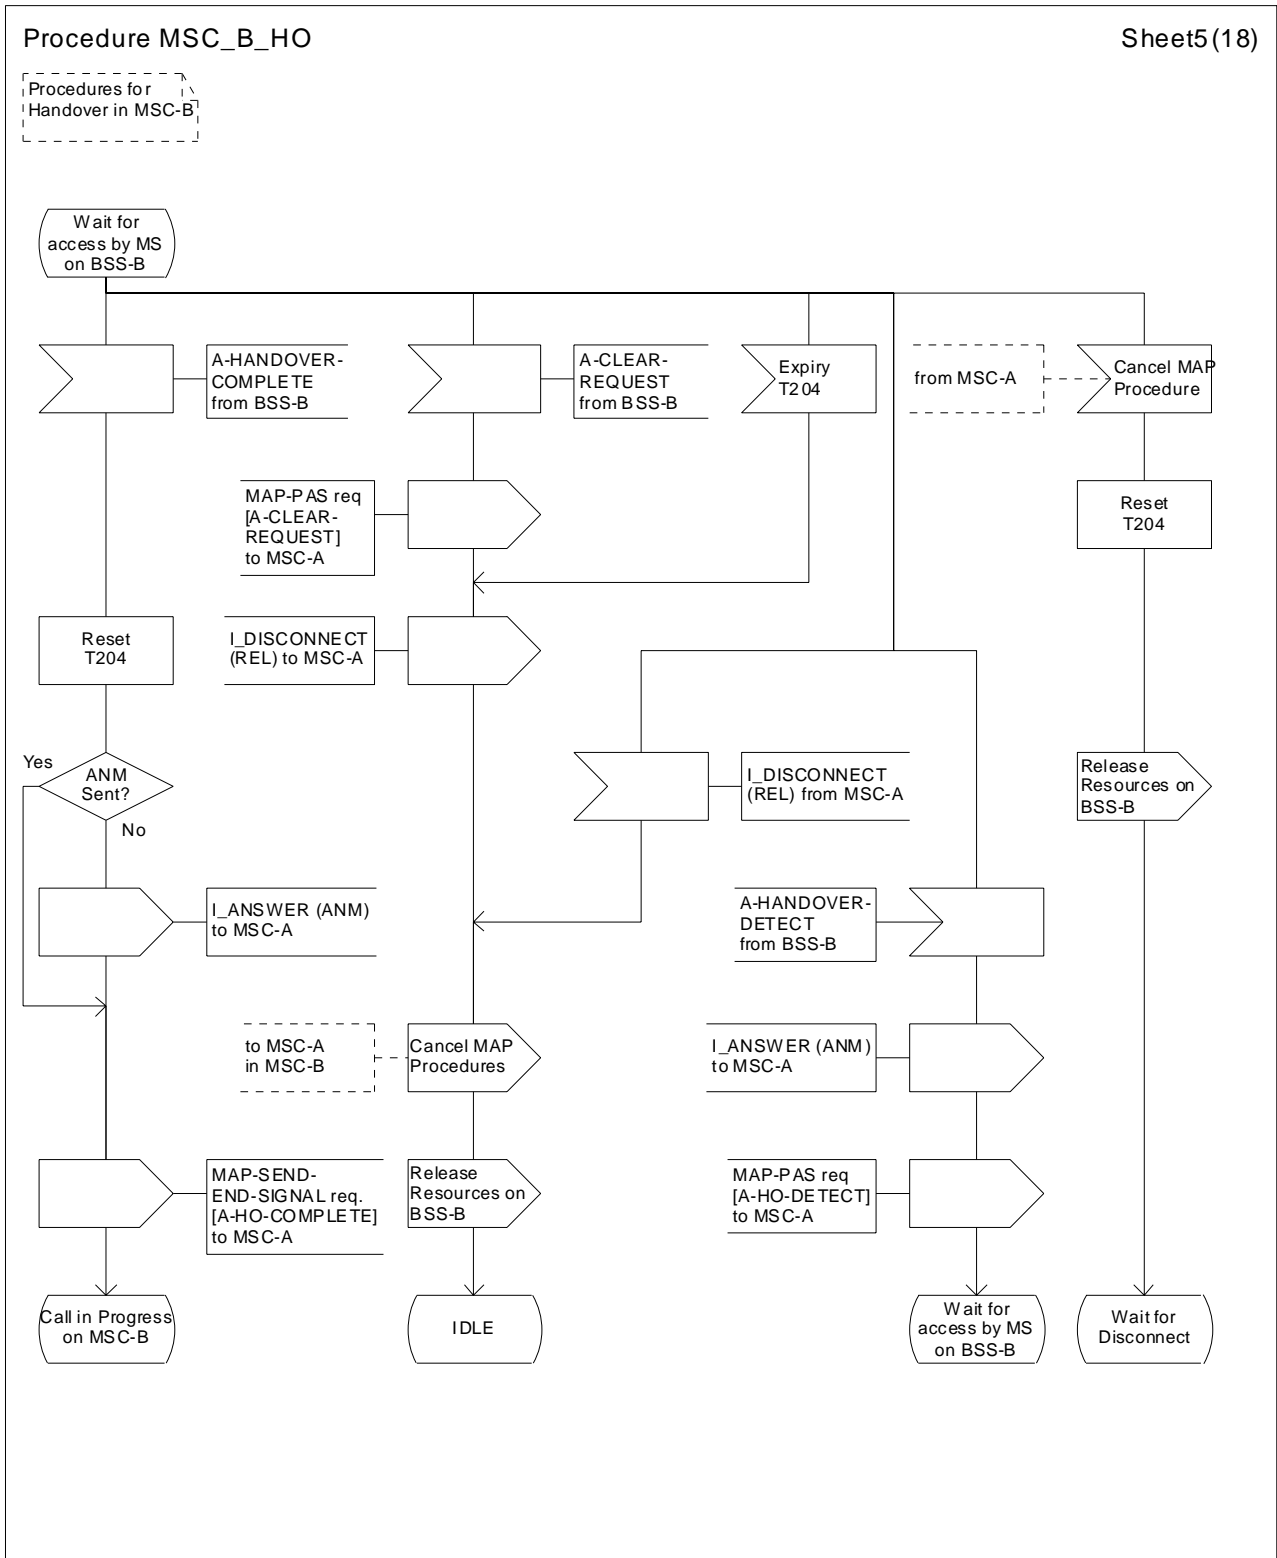 Procedure MSC_B_HO
Sheet5(18)
Procedures for
Handover in MSC-B
Wait for
access by MS
on BSS-B
A-HANDOVER-
COMPLETE
from BSS-B
A-CLEAR-
REQUEST
from BSS-B
Expiry
T204
from MSC-A
Cancel MAP
Procedure
MAP-PAS req
[A-CLEAR-
REQUEST]
to MSC-A
Reset
T204
Reset
T204
I_DISCONNECT
(REL) to MSC-A
Yes
ANM
Sent?
No
I_DISCONNECT
(REL) from MSC-A
Release
Resources on
BSS-B
I_ANSWER (ANM)
to MSC-A
A-HANDOVER-
DETECT
from BSS-B
to MSC-A
in MSC-B
Cancel MAP
Procedures
I_ANSWER (ANM)
to MSC-A
MAP-SEND-
END-SIGNAL req.
[A-HO-COMPLETE]
to MSC-A
Release
Resources on
BSS-B
MAP-PAS req
[A-HO-DETECT]
to MSC-A
Call in Progress
on MSC-B
IDLE
Wait for
access by MS
on BSS-B
Wait for
Disconnect